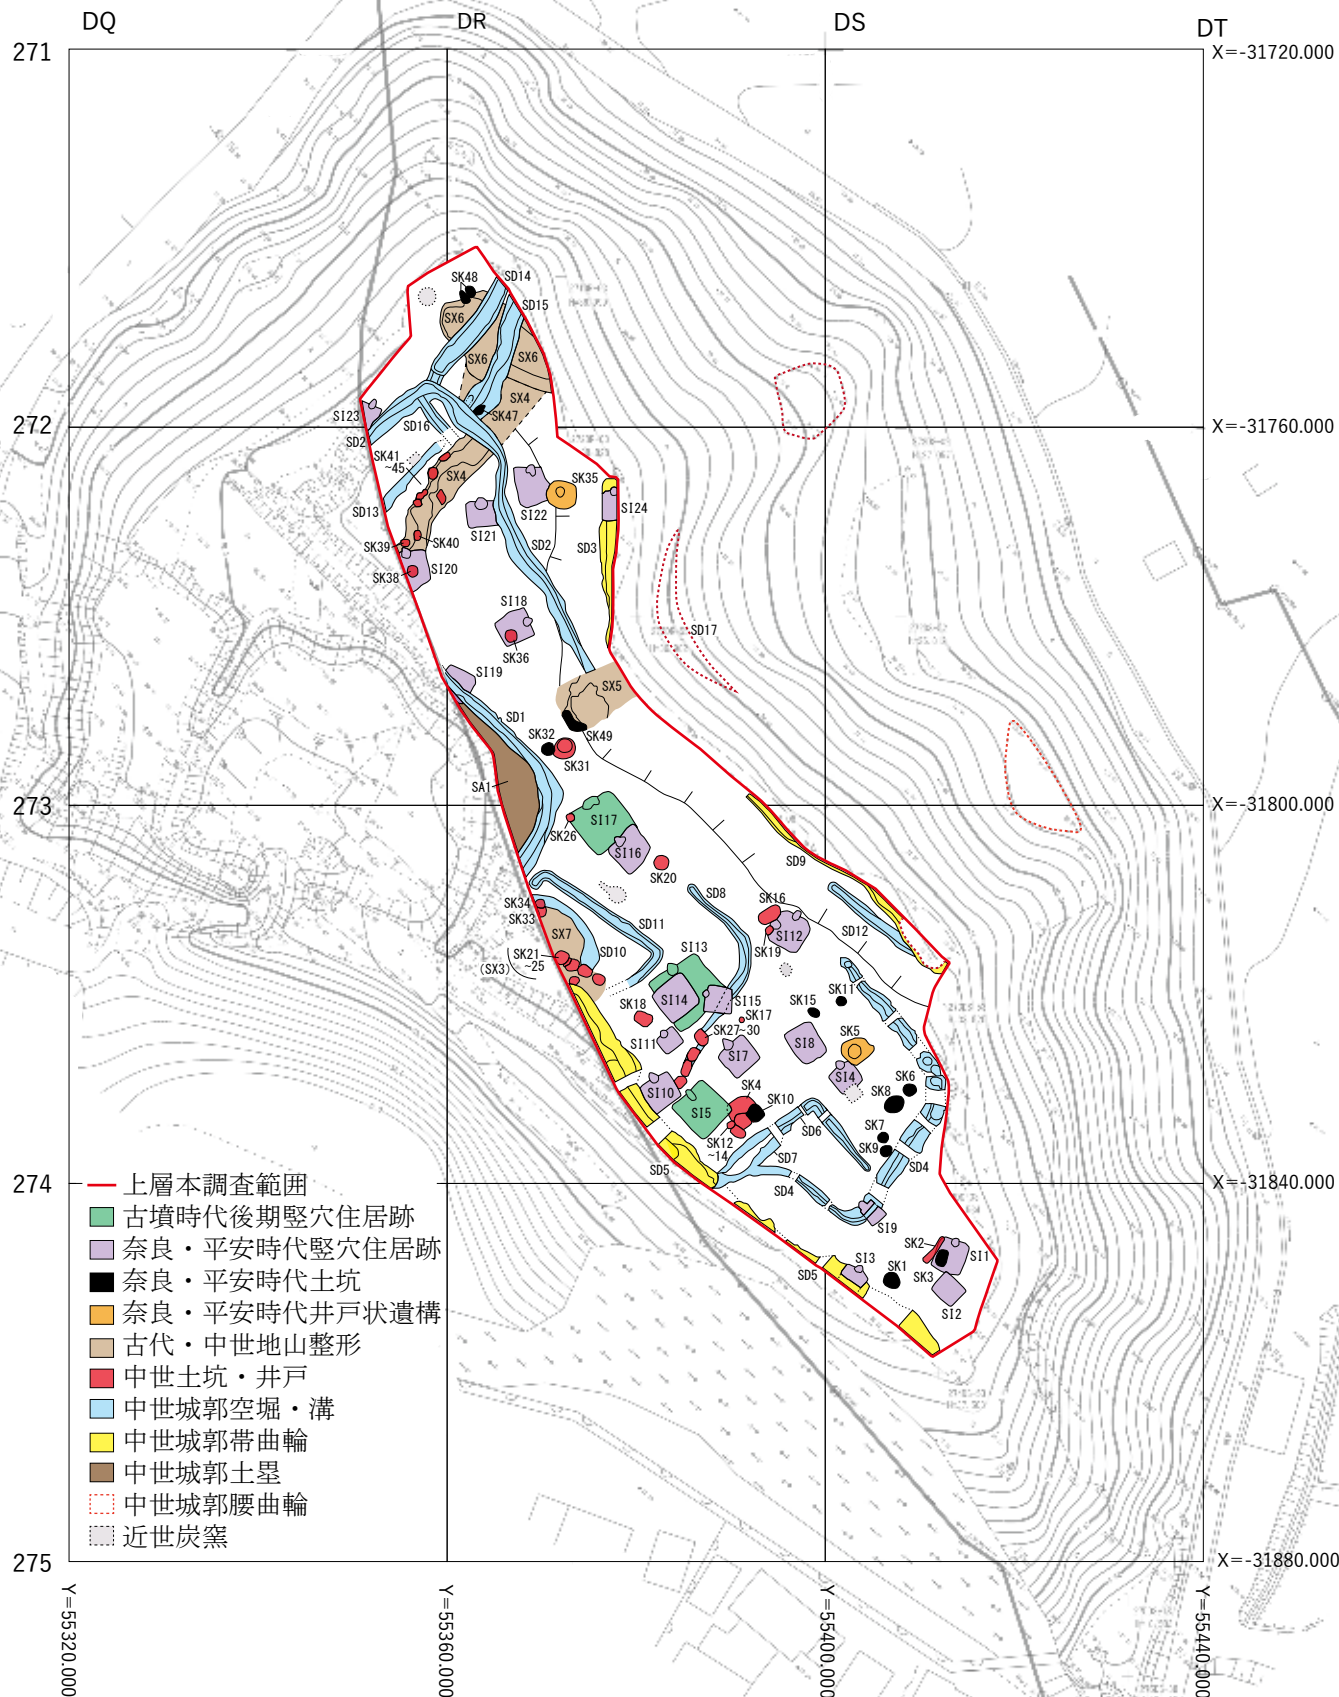 DQ
DR
DS
DT
271
X=-31720.000
SK48
SD14
SD15
SX6
SX6
SX6
SX4
SI23
SK47
272
SD2
SD16
X=-31760.000
SK41
~45
SX4
SK35
SD13
SI22
SI24
SI21
SD2
SD3
SK39
SK40
SK38
SI20
SI18
SD17
SK36
SI19
SX5
SD1
SK32
SK49
SK31
SA1
273
X=-31800.000
SK26
SI17
SI16
SD9
SK20
SD8
SK16
SK34
SK33
SD11
SI12
SD12
SX7
SK19
SD10
SI13
SK21
~25
(SX3)
SK11
SI14
SI15
SK15
SK18
SK17
SK27~30
SI11
SI7
SI8
SK5
SI4
SK6
SI10
SK4
SK8
SI5
SK10
SK7
SK12
~14
SD6
SK9
SD7
SD5
SD4
SD4
274
X=-31840.000
SI9
SK2
SI1
SI3
SK1
SK3
SD5
SI2
上層本調査範囲
古墳時代後期竪穴住居跡
奈良・平安時代竪穴住居跡
奈良・平安時代土坑
奈良・平安時代井戸状遺構
古代・中世地山整形
中世土坑・井戸
中世城郭空堀・溝
中世城郭帯曲輪
中世城郭土塁
中世城郭腰曲輪
近世炭窯
275
X=-31880.000
Y=55320.000
Y=55360.000
Y=55400.000
Y=55440.000